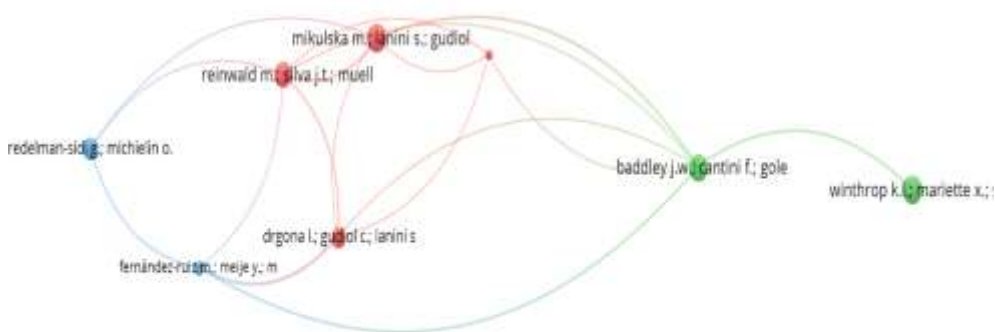 mikulska m.; lanini s.; gudiol
reinwald m.; silva j.t.; muell
redelman-sidi g.; michielin o.
baddley j.w.; cantini f.; gole
winthrop k.l.; mariette x.; s
drgona l.; gudiol c.; lanini s
fernández-ruiz m.; meije y.; m